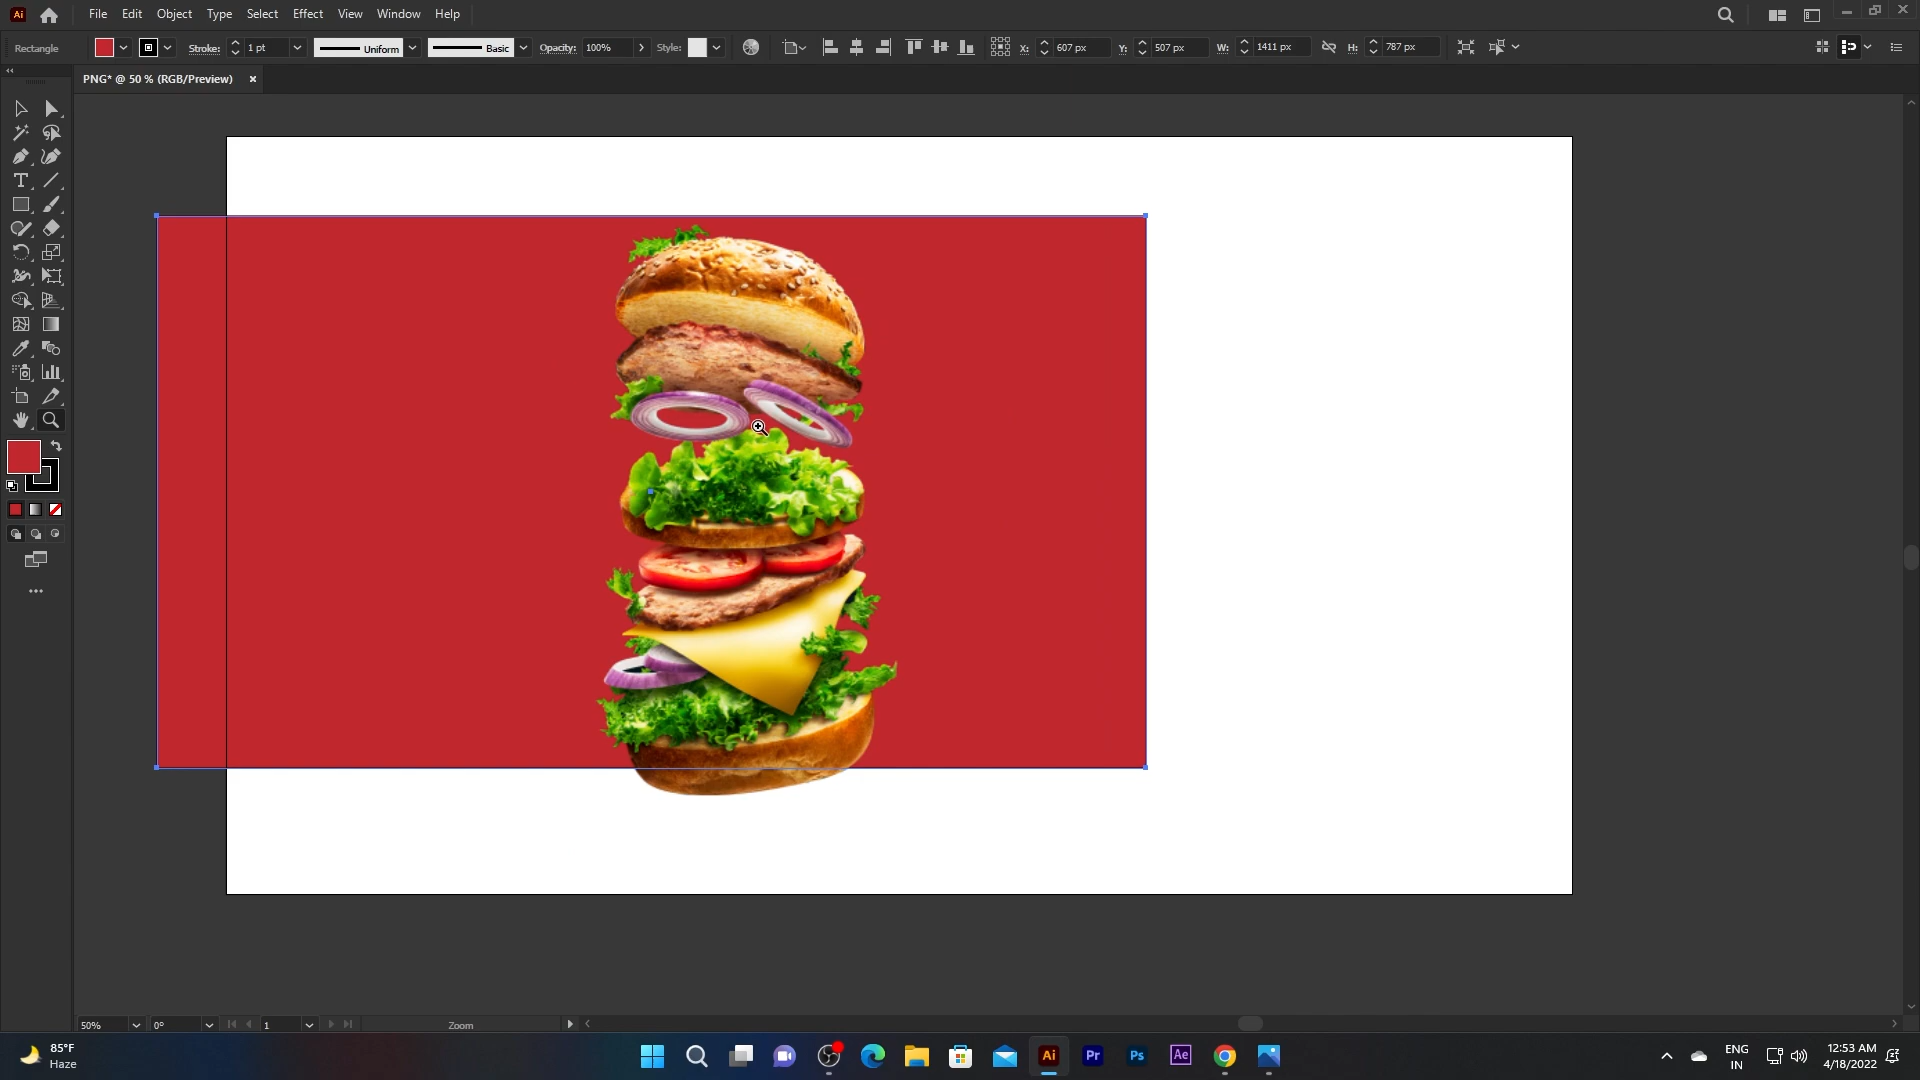 Ai File Edit Object Type Select Effect View Window Help
Rectangle Stroke: 1 pt Uniform Basic Opacity: 100% Style: X: 607 px Y: 507 px W: 1411 px H: 787 px
PNG* @ 50 % (RGB/Preview) ×
T
50% 0° 1 Zoom
85°F
Haze
Ai Pr Ps Ae
ENG
IN
12:53 AM
4/18/2022